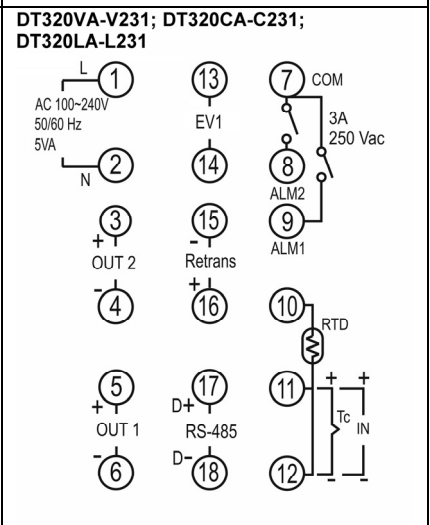 DT320VA-V231; DT320CA-C231;
DT320LA-L231
L
1
13
7
COM
AC 100~240V
50/60 Hz
5VA
EV1
3A
250 Vac
N
2
14
8
ALM2
3
15
9
ALM1
+
-
OUT 2
Retrans
-
+
4
16
10
RTD
5
17
11
+
+
+
D+
Tc
IN
OUT 1
RS-485
-
D-
6
18
12
-
-